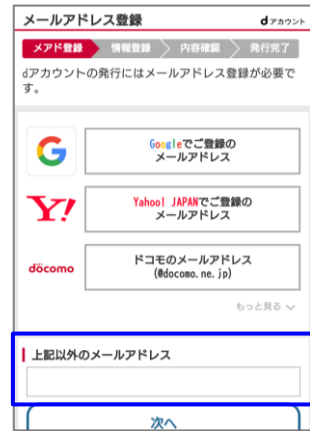 メールアドレス登録
dアカウント
メアド登録 情報登録 内容確認 発行完了
dアカウントの発行にはメールアドレス登録が必要で
す。
G
Googleでご登録の
メールアドレス
Y!
Yahoo! JAPANでご登録の
メールアドレス
döcomo
ドコモのメールアドレス
(@docomo.ne.jp)
もっと見る
上記以外のメールアドレス
次へ